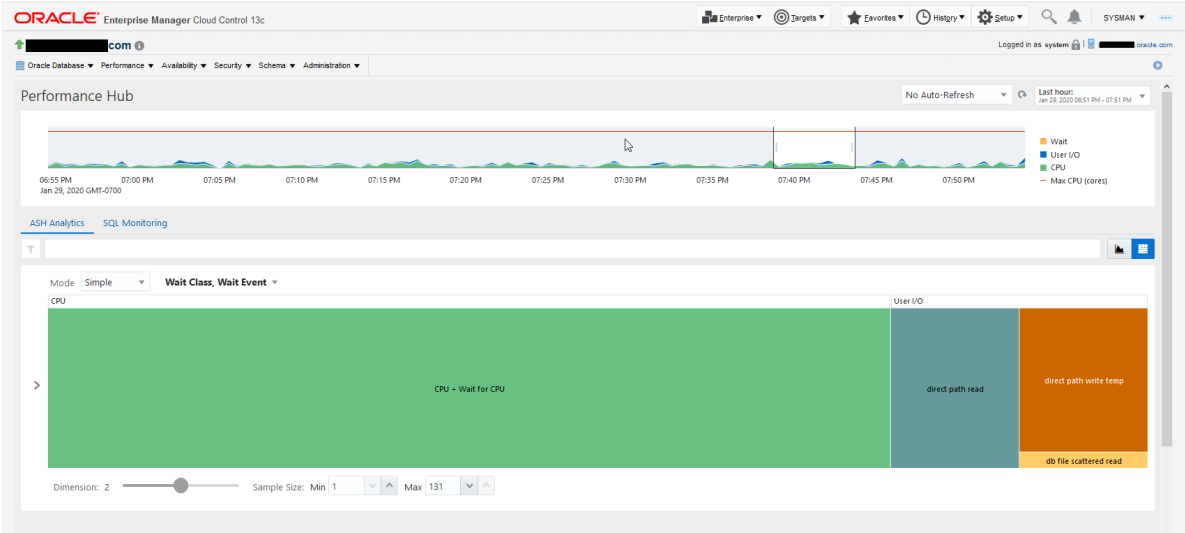 ORACLE Enterprise Manager Cloud Control 13c Enterprise ▼ Targets ▼ Favorites ▼ History ▼ Setup ▼ SYSMAN ▼
com Logged in as system oracle.com
Oracle Database ▼ Performance ▼ Availability ▼ Security ▼ Schema ▼ Administration ▼
Performance Hub No Auto-Refresh Last hour:
Jan 29, 2020 06:51 PM - 07:51 PM
Wait
User I/O
CPU
Max CPU (cores)
06:55 PM 07:00 PM 07:05 PM 07:10 PM 07:15 PM 07:20 PM 07:25 PM 07:30 PM 07:35 PM 07:40 PM 07:45 PM 07:50 PM
Jan 29, 2020 GMT-0700
ASH Analytics SQL Monitoring
Mode Simple Wait Class, Wait Event
CPU User I/O
CPU + Wait for CPU direct path read direct path write temp
db file scattered read
Dimension: 2 Sample Size: Min 1 Max 131